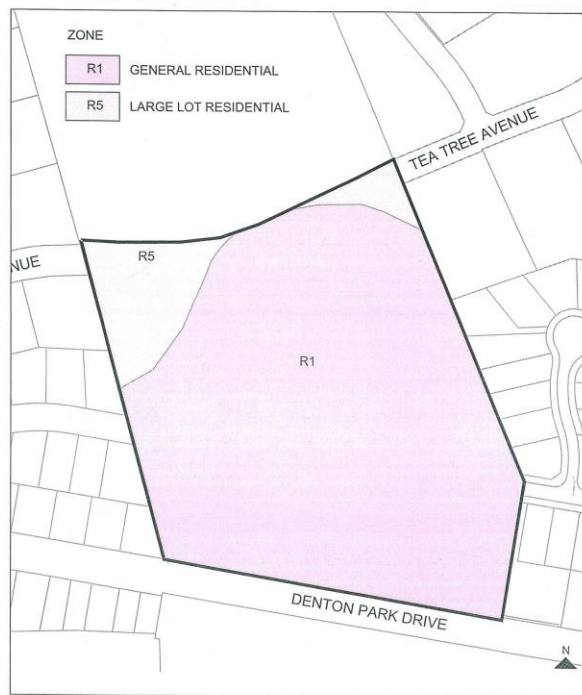 ZONE
R1 GENERAL RESIDENTIAL
R5 LARGE LOT RESIDENTIAL
TEA TREE AVENUE
NUE
R5
R1
DENTON PARK DRIVE
N